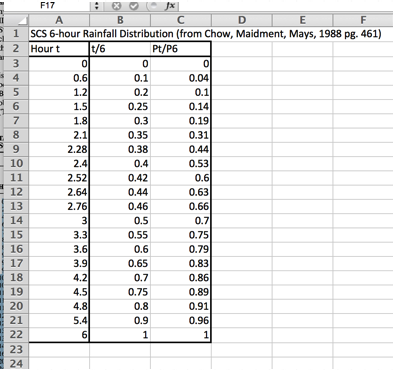 F17 fx
A B C D E F
1 SCS 6-hour Rainfall Distribution (from Chow, Maidment, Mays, 1988 pg. 461)
2 Hour t t/6 Pt/P6
3 0 0 0
4 0.6 0.1 0.04
5 1.2 0.2 0.1
6 1.5 0.25 0.14
7 1.8 0.3 0.19
8 2.1 0.35 0.31
9 2.28 0.38 0.44
10 2.4 0.4 0.53
11 2.52 0.42 0.6
12 2.64 0.44 0.63
13 2.76 0.46 0.66
14 3 0.5 0.7
15 3.3 0.55 0.75
16 3.6 0.6 0.79
17 3.9 0.65 0.83
18 4.2 0.7 0.86
19 4.5 0.75 0.89
20 4.8 0.8 0.91
21 5.4 0.9 0.96
22 6 1 1
23
24